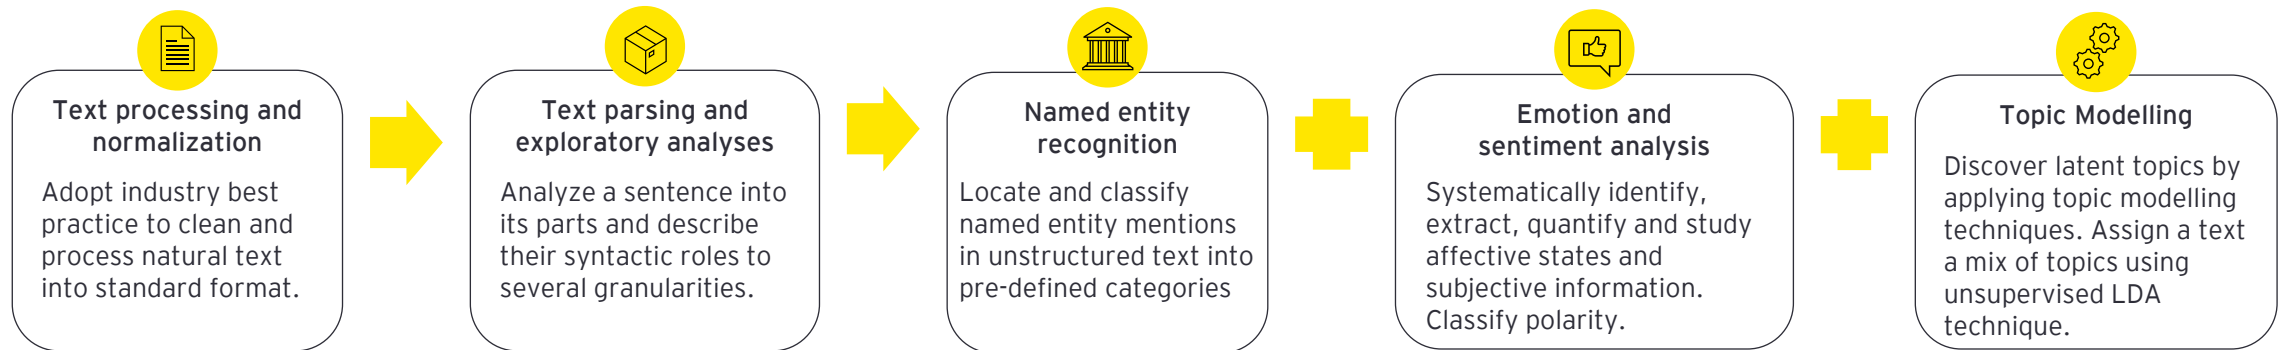 Text processing and
normalization
Adopt industry best
practice to clean and
process natural text
into standard format.
Text parsing and
exploratory analyses
Analyze a sentence into
its parts and describe
their syntactic roles to
several granularities.
Named entity
recognition
Locate and classify
named entity mentions
in unstructured text into
pre-defined categories
Emotion and
sentiment analysis
Systematically identify,
extract, quantify and study
affective states and
subjective information.
Classify polarity.
Topic Modelling
Discover latent topics by
applying topic modelling
techniques. Assign a text
a mix of topics using
unsupervised LDA
technique.